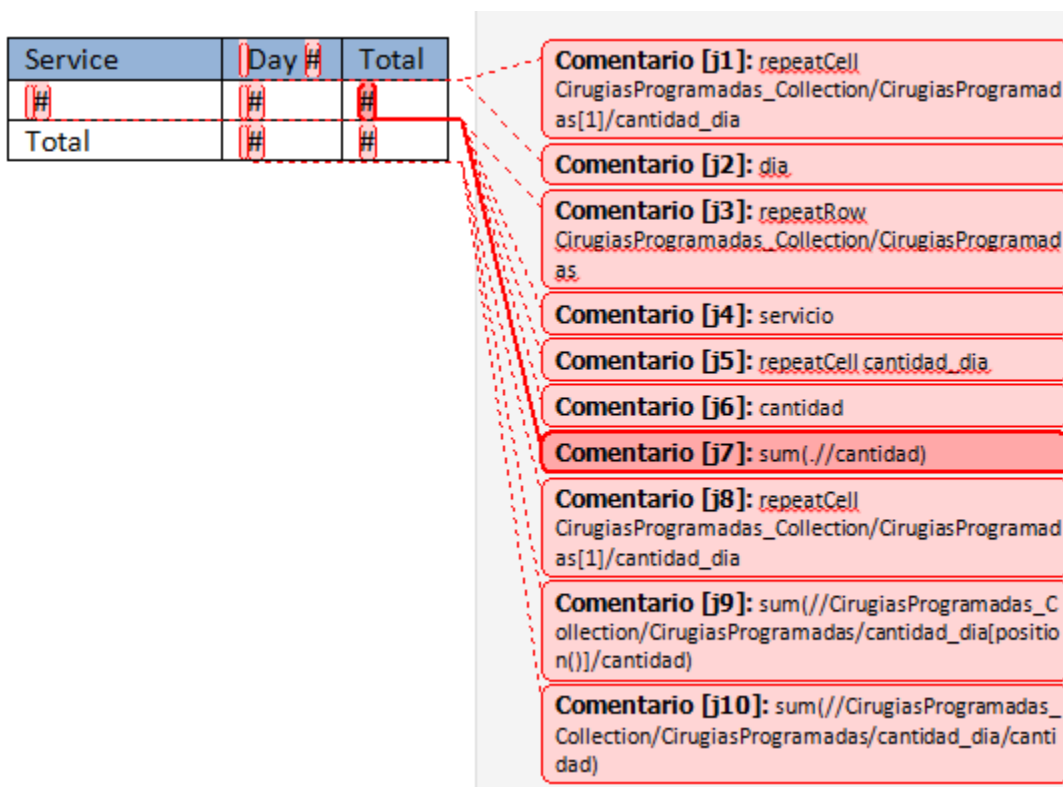 Service Day # Total
# # #
Total # #
Comentario [j1]: repeatCell
CirugiasProgramadas_Collection/CirugiasProgramad
as[1]/cantidad_dia
Comentario [j2]: dia
Comentario [j3]: repeatRow
CirugiasProgramadas_Collection/CirugiasProgramad
as
Comentario [j4]: servicio
Comentario [j5]: repeatCell cantidad_dia
Comentario [j6]: cantidad
Comentario [j7]: sum(.//cantidad)
Comentario [j8]: repeatCell
CirugiasProgramadas_Collection/CirugiasProgramad
as[1]/cantidad_dia
Comentario [j9]: sum(//CirugiasProgramadas_C
ollection/CirugiasProgramadas/cantidad_dia[positio
n()]/cantidad)
Comentario [j10]: sum(//CirugiasProgramadas_
Collection/CirugiasProgramadas/cantidad_dia/canti
dad)